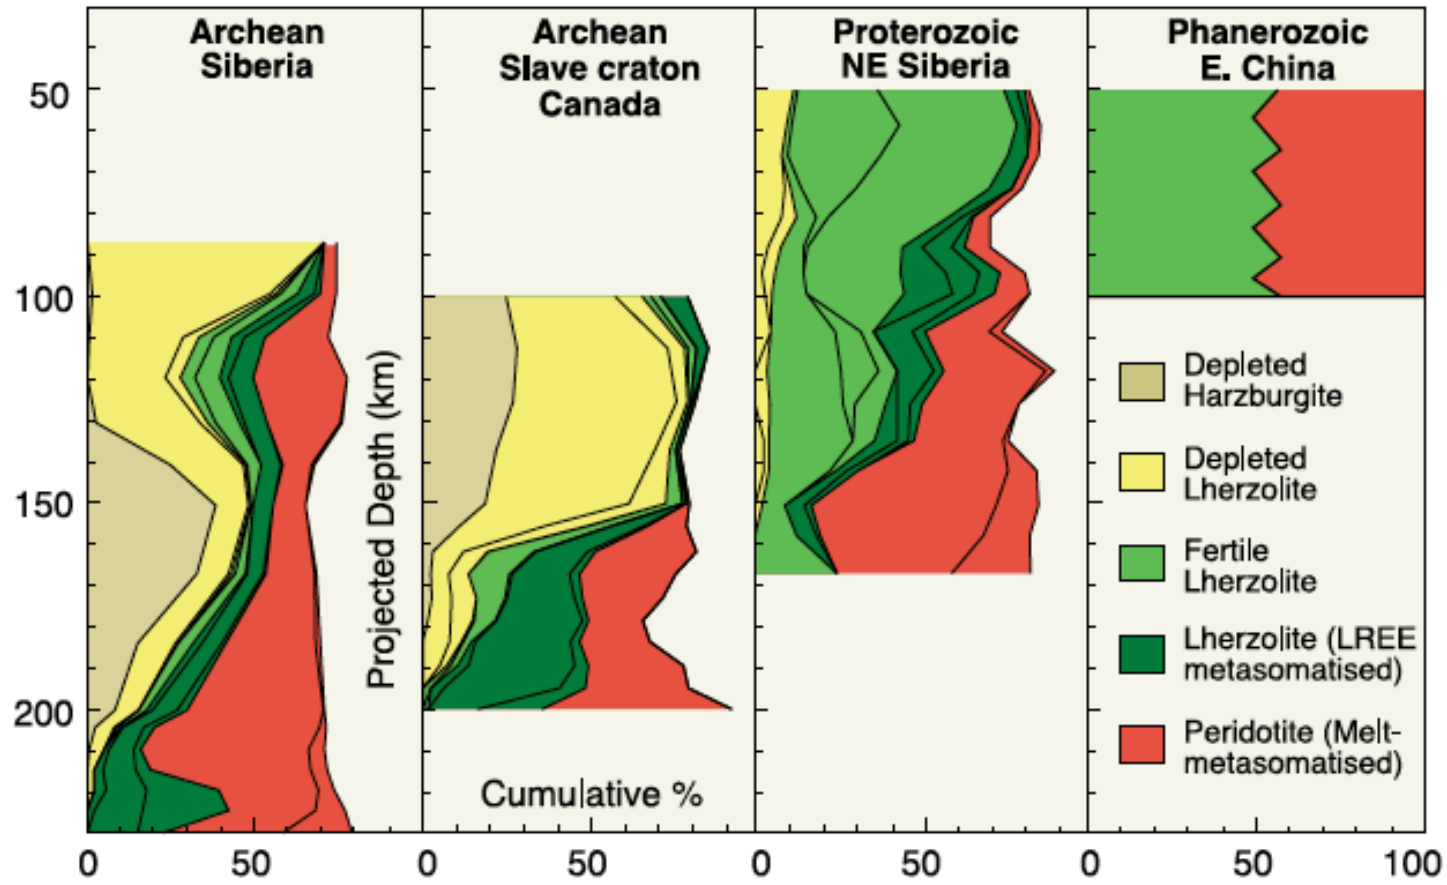 Archean
Siberia
Archean
Slave craton
Canada
Proterozoic
NE Siberia
Phanerozoic
E. China
50
100
150
200
Projected Depth (km)
Depleted
Harzburgite
Depleted
Lherzolite
Fertile
Lherzolite
Lherzolite (LREE
metasomatised)
Peridotite (Melt-
metasomatised)
Cumulative %
0
50
0
50
0
50
0
50
100